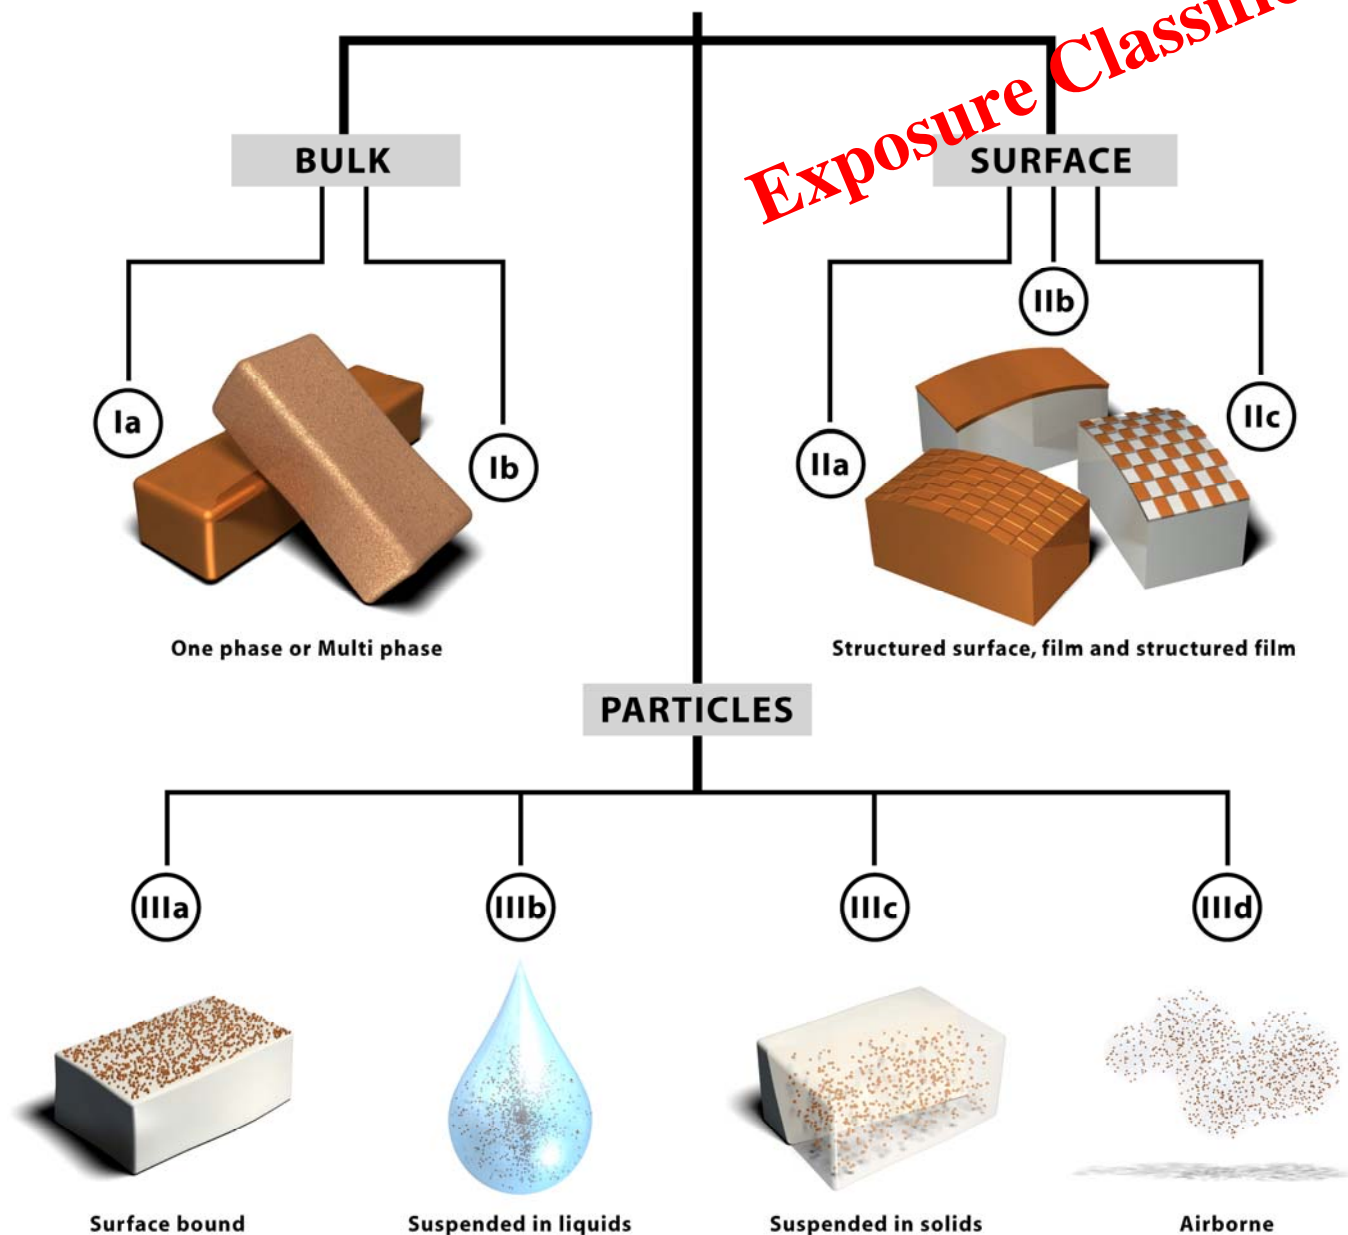 Exposure
BULK
SURFACE
IIb
Ia
IIc
Ib
IIa
One phase or Multi phase
Structured surface, film and structured film
PARTICLES
IIIa
IIIb
IIIc
IIId
Surface bound
Suspended in liquids
Suspended in solids
Airborne